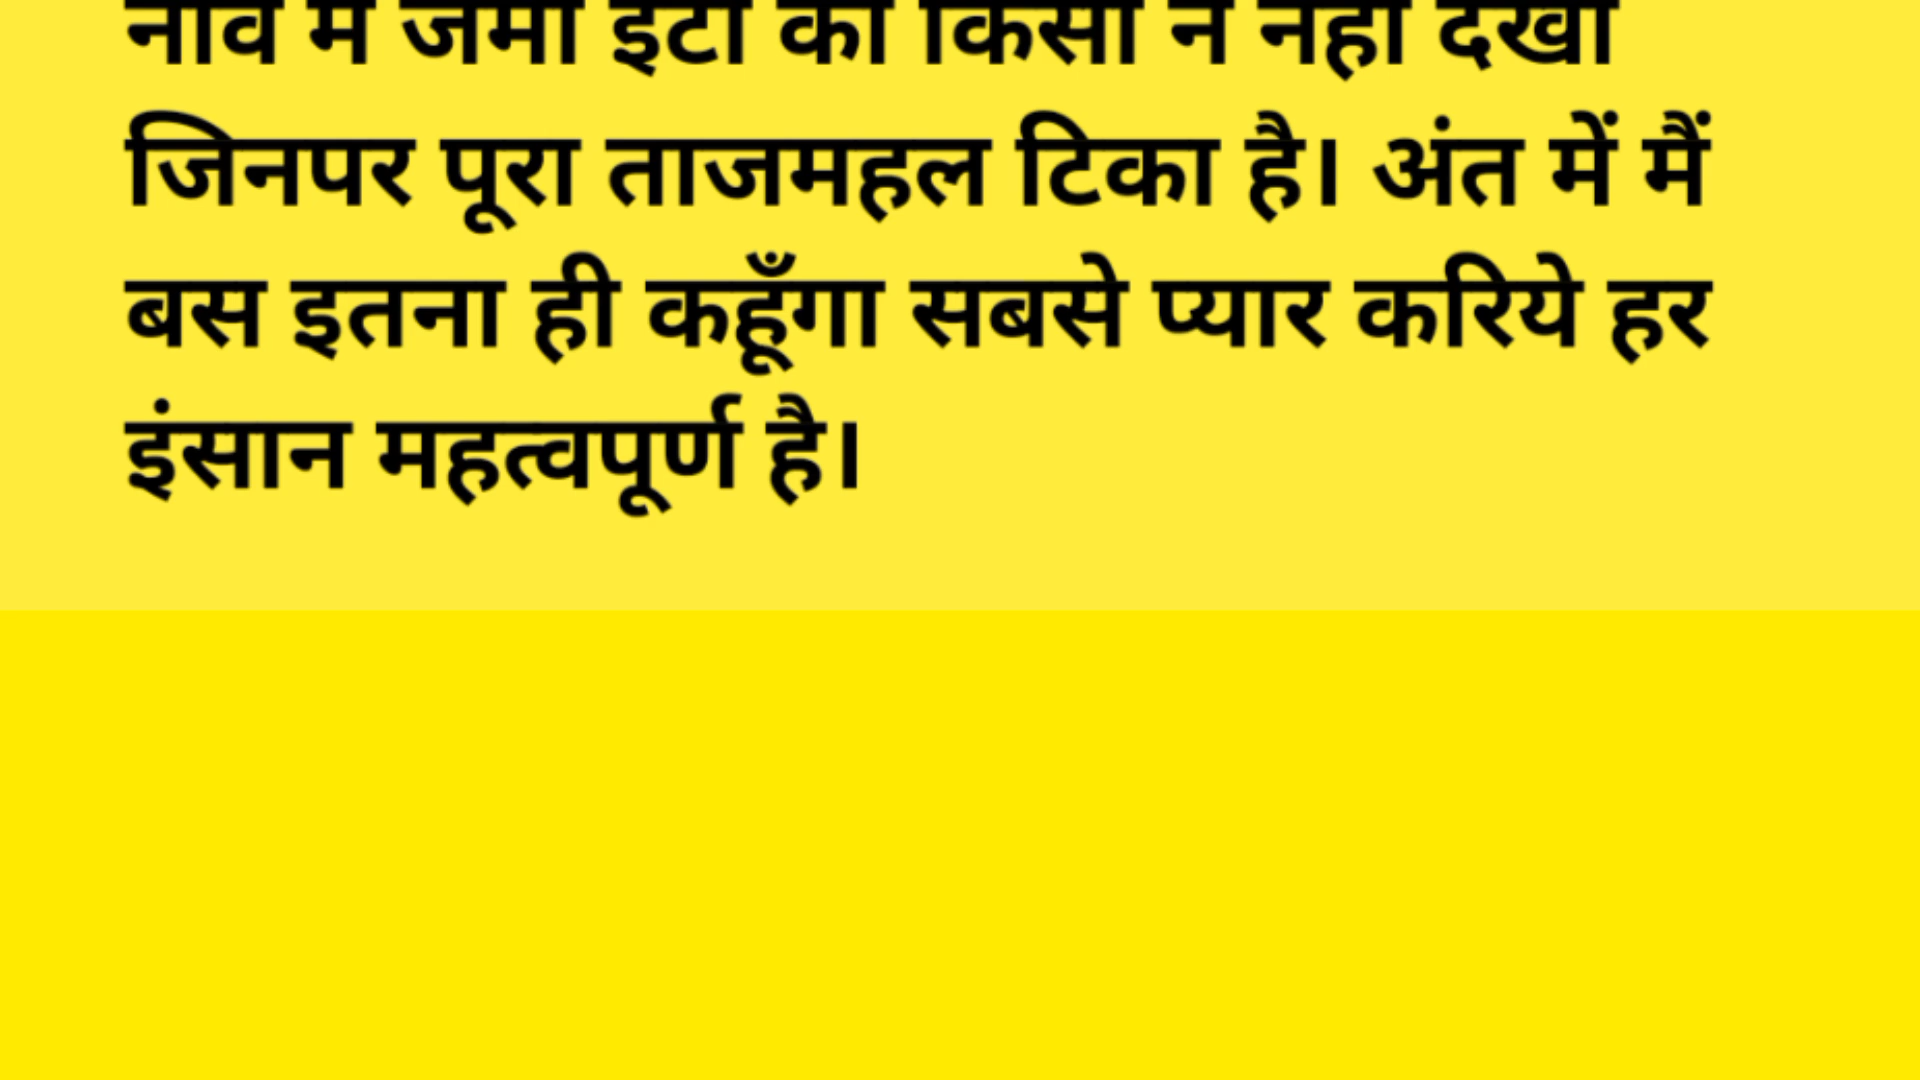 नींव में जमी ईंटों को किसी ने नहीं देखा
जिनपर पूरा ताजमहल टिका है। अंत में मैं
बस इतना ही कहूँगा सबसे प्यार करिये हर
इंसान महत्वपूर्ण है।